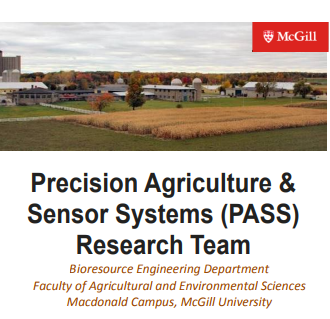 McGill
Precision Agriculture &
Sensor Systems (PASS)
Research Team
Bioresource Engineering Department
Faculty of Agricultural and Environmental Sciences
Macdonald Campus, McGill University